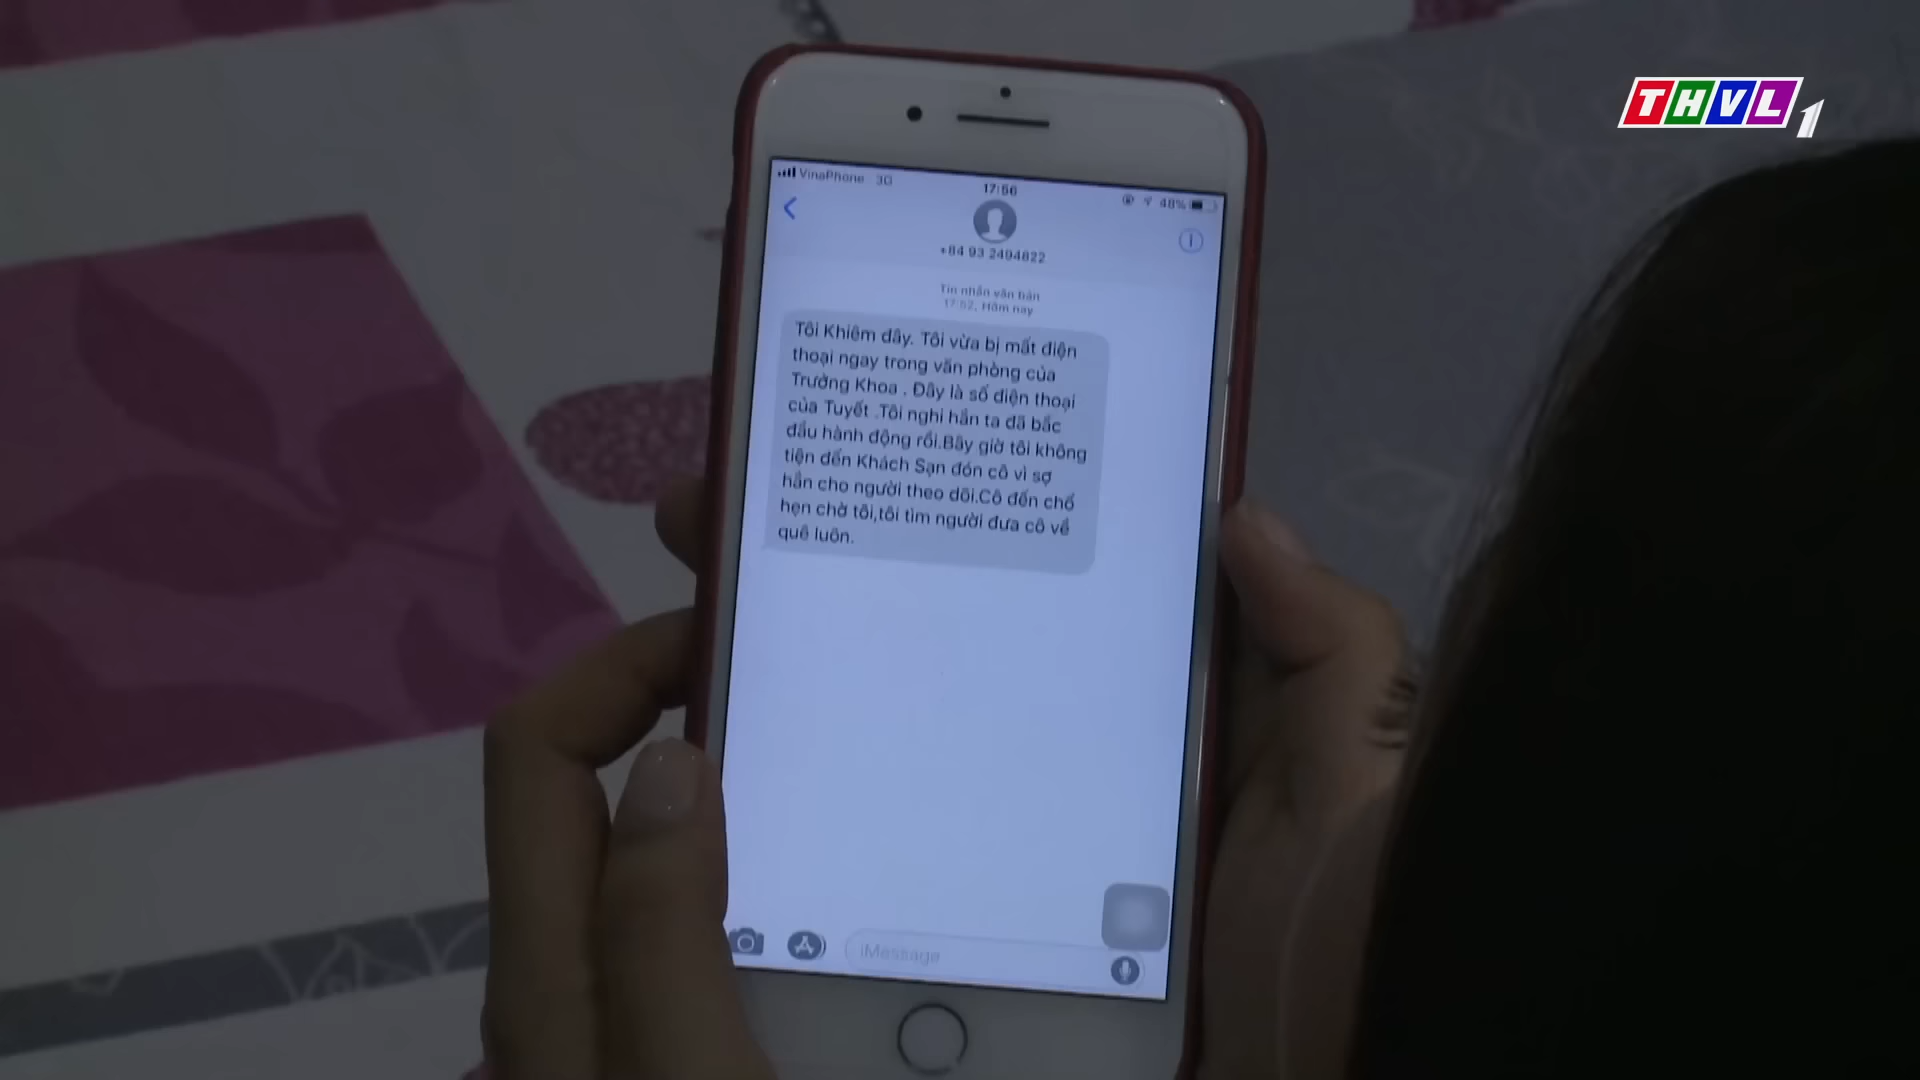 THVL1
VinaPhone 3G 17:56 48%
+84 93 2494822
Tin nhắn văn bản
17:52, Hôm nay
Tôi Khiêm đây. Tôi vừa bị mất điện
thoại ngay trong văn phòng của
Trưởng Khoa . Đây là số điện thoại
của Tuyết .Tôi nghi hắn ta đã bắc
đầu hành động rồi.Bây giờ tôi không
tiện đến Khách Sạn đón cô vì sợ
hắn cho người theo dõi.Cô đến chổ
hẹn chờ tôi,tôi tìm người đưa cô về
quê luôn.
iMessage